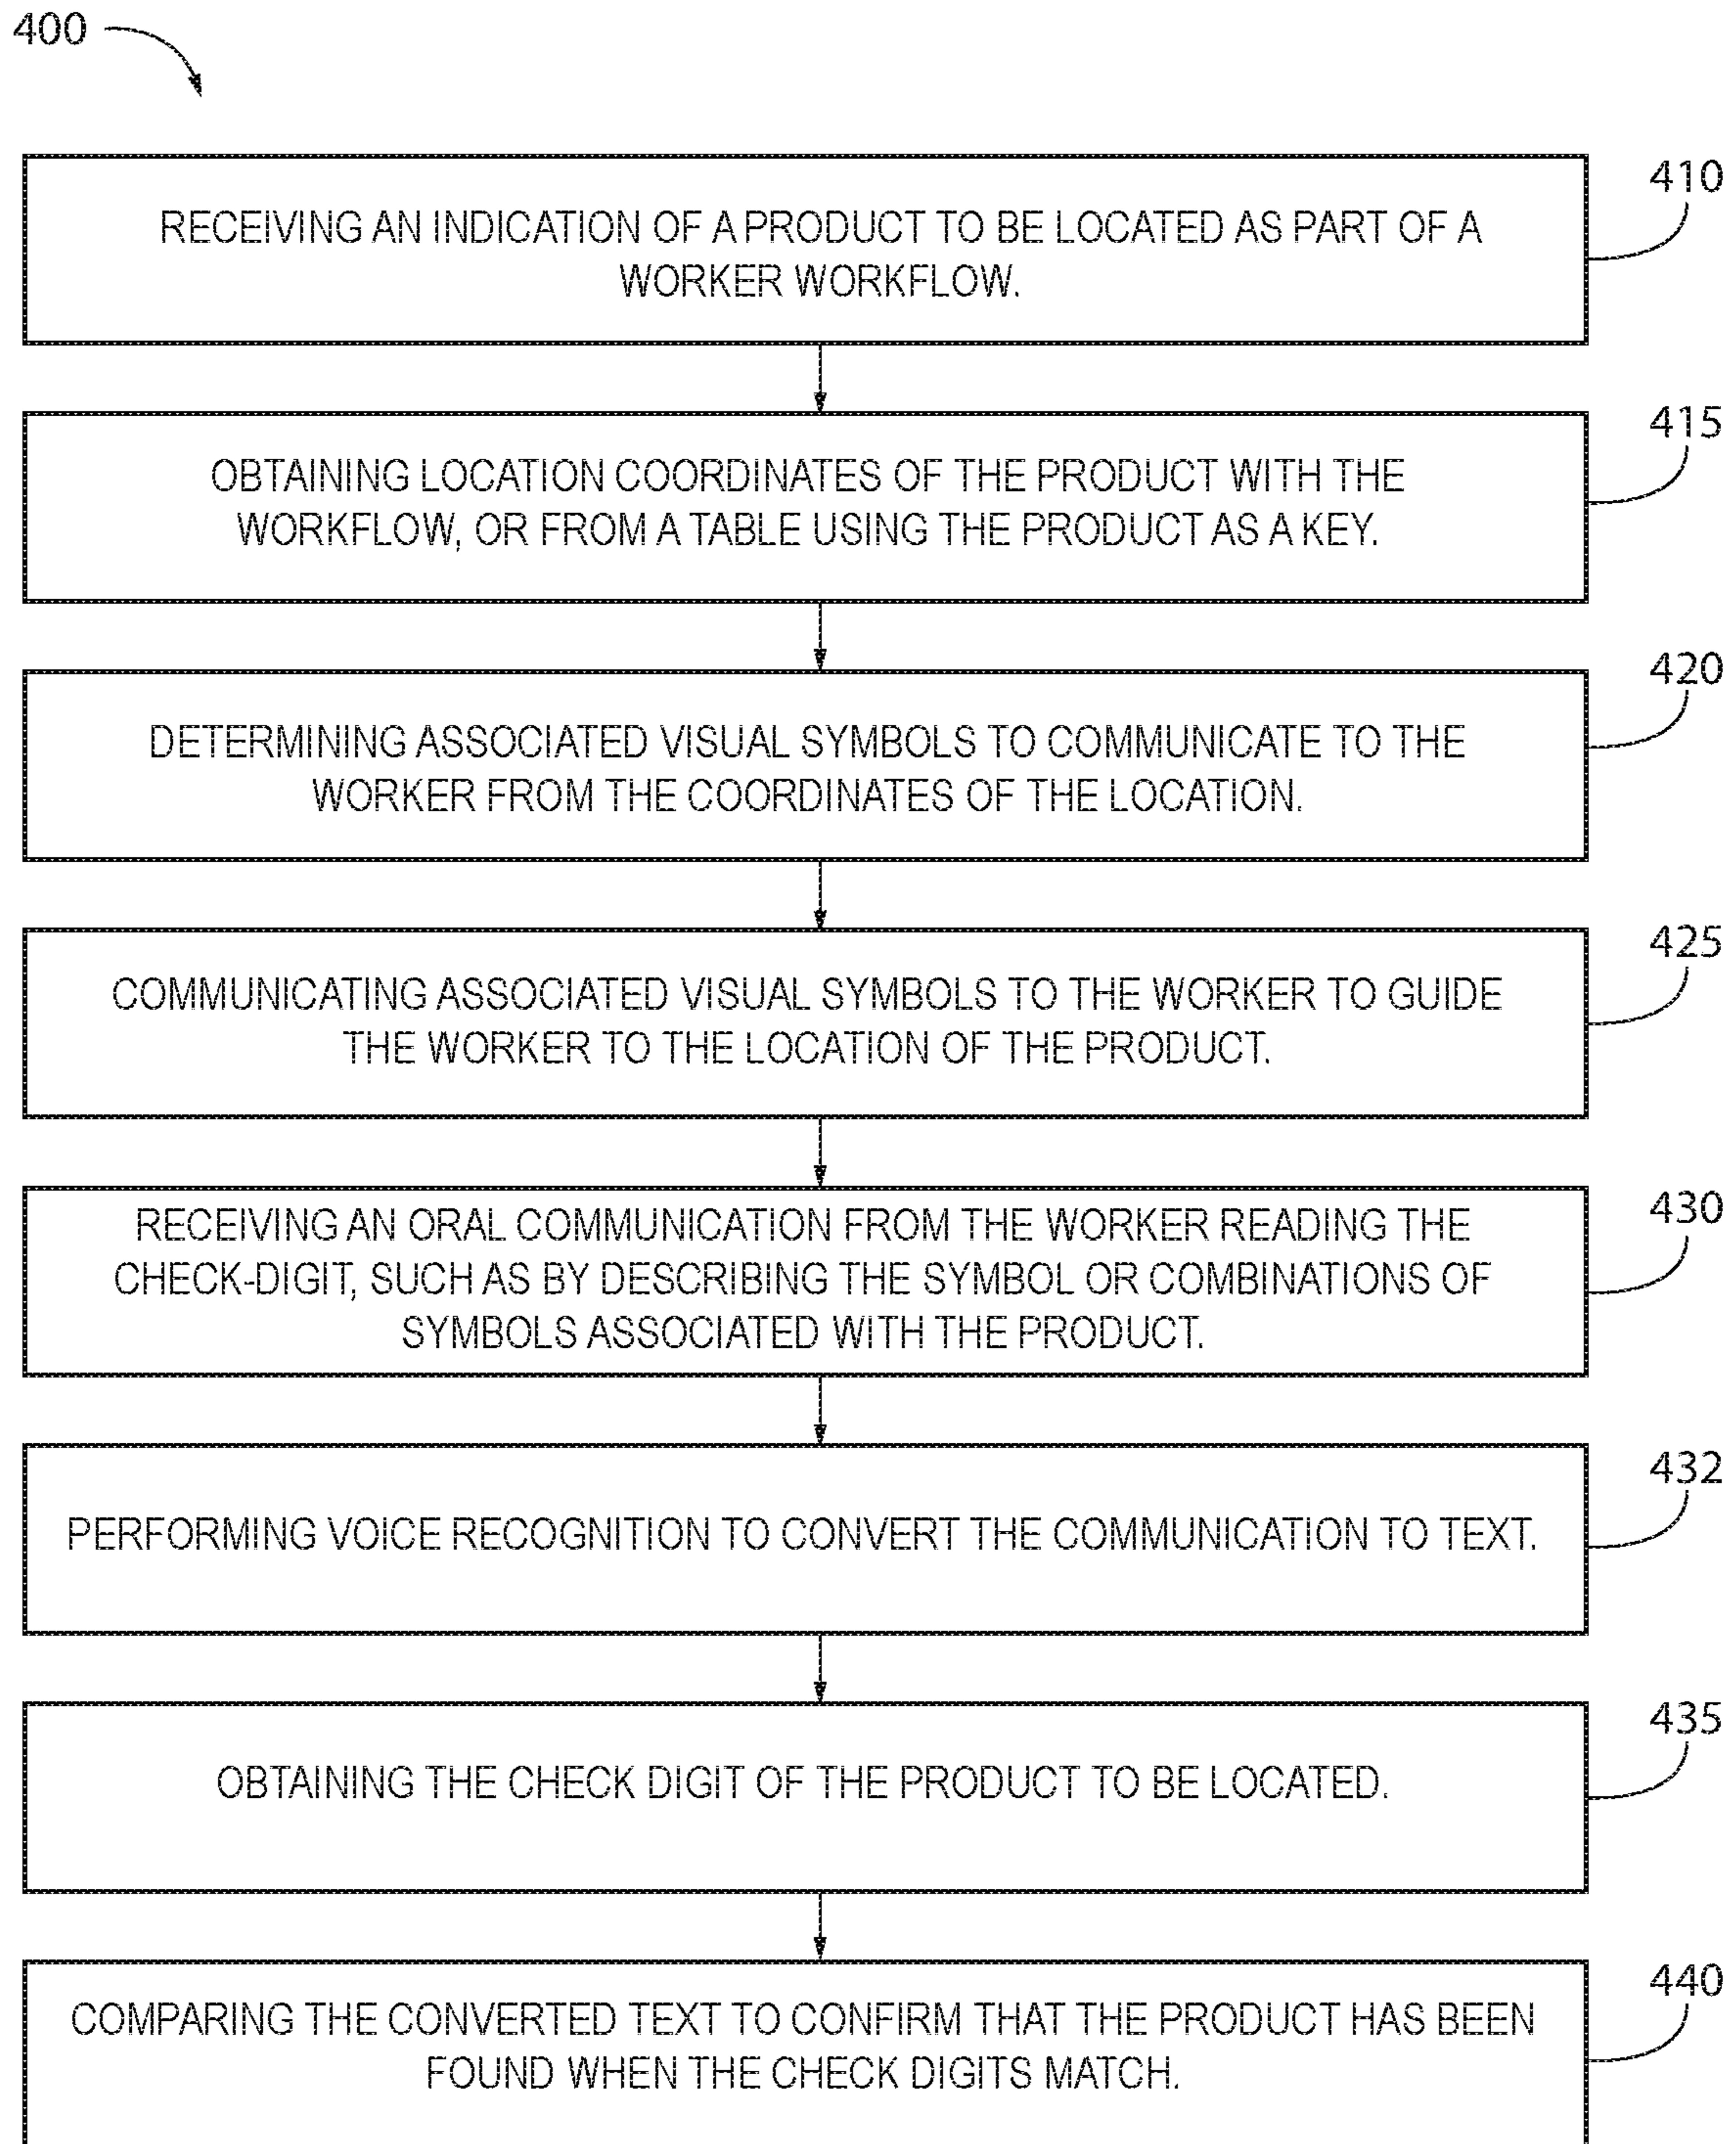 400
RECEIVING AN INDICATION OF A PRODUCT TO BE LOCATED AS PART OF A
WORKER WORKFLOW.
410
OBTAINING LOCATION COORDINATES OF THE PRODUCT WITH THE
WORKFLOW, OR FROM A TABLE USING THE PRODUCT AS A KEY.
415
DETERMINING ASSOCIATED VISUAL SYMBOLS TO COMMUNICATE TO THE
WORKER FROM THE COORDINATES OF THE LOCATION.
420
COMMUNICATING ASSOCIATED VISUAL SYMBOLS TO THE WORKER TO GUIDE
THE WORKER TO THE LOCATION OF THE PRODUCT.
425
RECEIVING AN ORAL COMMUNICATION FROM THE WORKER READING THE
CHECK-DIGIT, SUCH AS BY DESCRIBING THE SYMBOL OR COMBINATIONS OF
SYMBOLS ASSOCIATED WITH THE PRODUCT.
430
PERFORMING VOICE RECOGNITION TO CONVERT THE COMMUNICATION TO TEXT.
432
OBTAINING THE CHECK DIGIT OF THE PRODUCT TO BE LOCATED.
435
COMPARING THE CONVERTED TEXT TO CONFIRM THAT THE PRODUCT HAS BEEN
FOUND WHEN THE CHECK DIGITS MATCH.
440